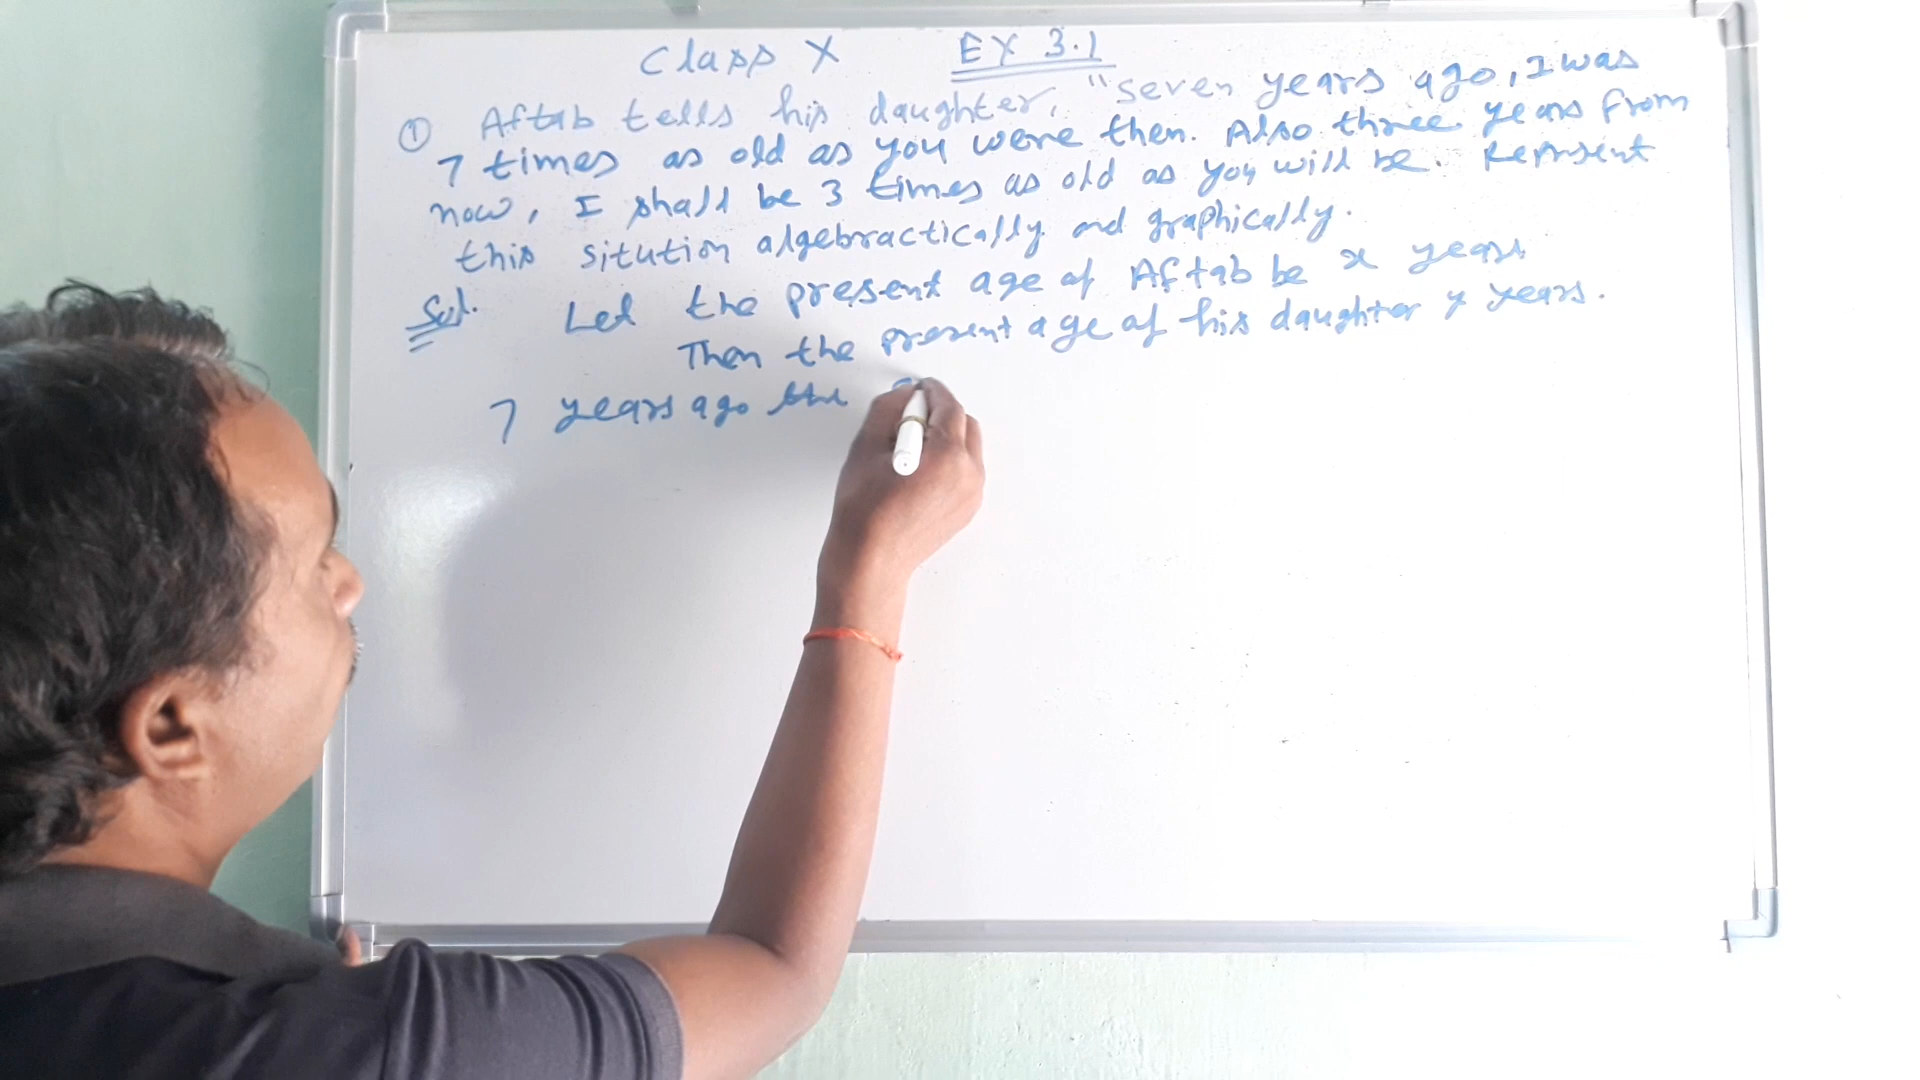 Class X EX 3.1
① Aftab tells his daughter, "seven years ago, I was
7 times as old as you were then. Also three years from
now, I shall be 3 times as old as you will be. Represent
this sitution algebractically and graphically.
Sol. Let the present age of Aftab be x years
Then the present age of his daughter y years.
7 years ago the